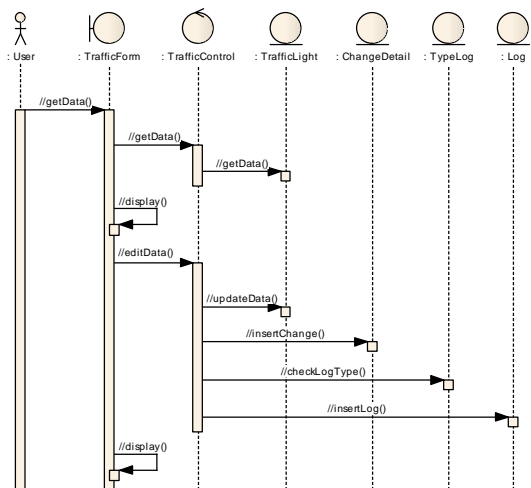 : User
: TrafficForm
: TrafficControl
: TrafficLight
: ChangeDetail
: TypeLog
: Log
//getData()
//getData()
//getData()
//display()
//editData()
//updateData()
//insertChange()
//checkLogType()
//insertLog()
//display()